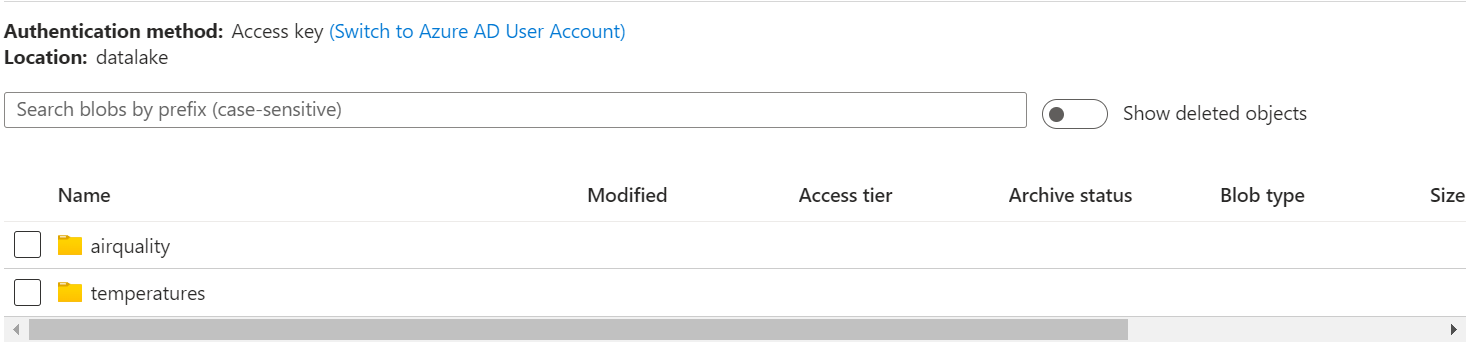 Authentication method: Access key (Switch to Azure AD User Account)
Location: datalake
Search blobs by prefix (case-sensitive)
Show deleted objects
Name Modified Access tier Archive status Blob type Size
airquality
temperatures